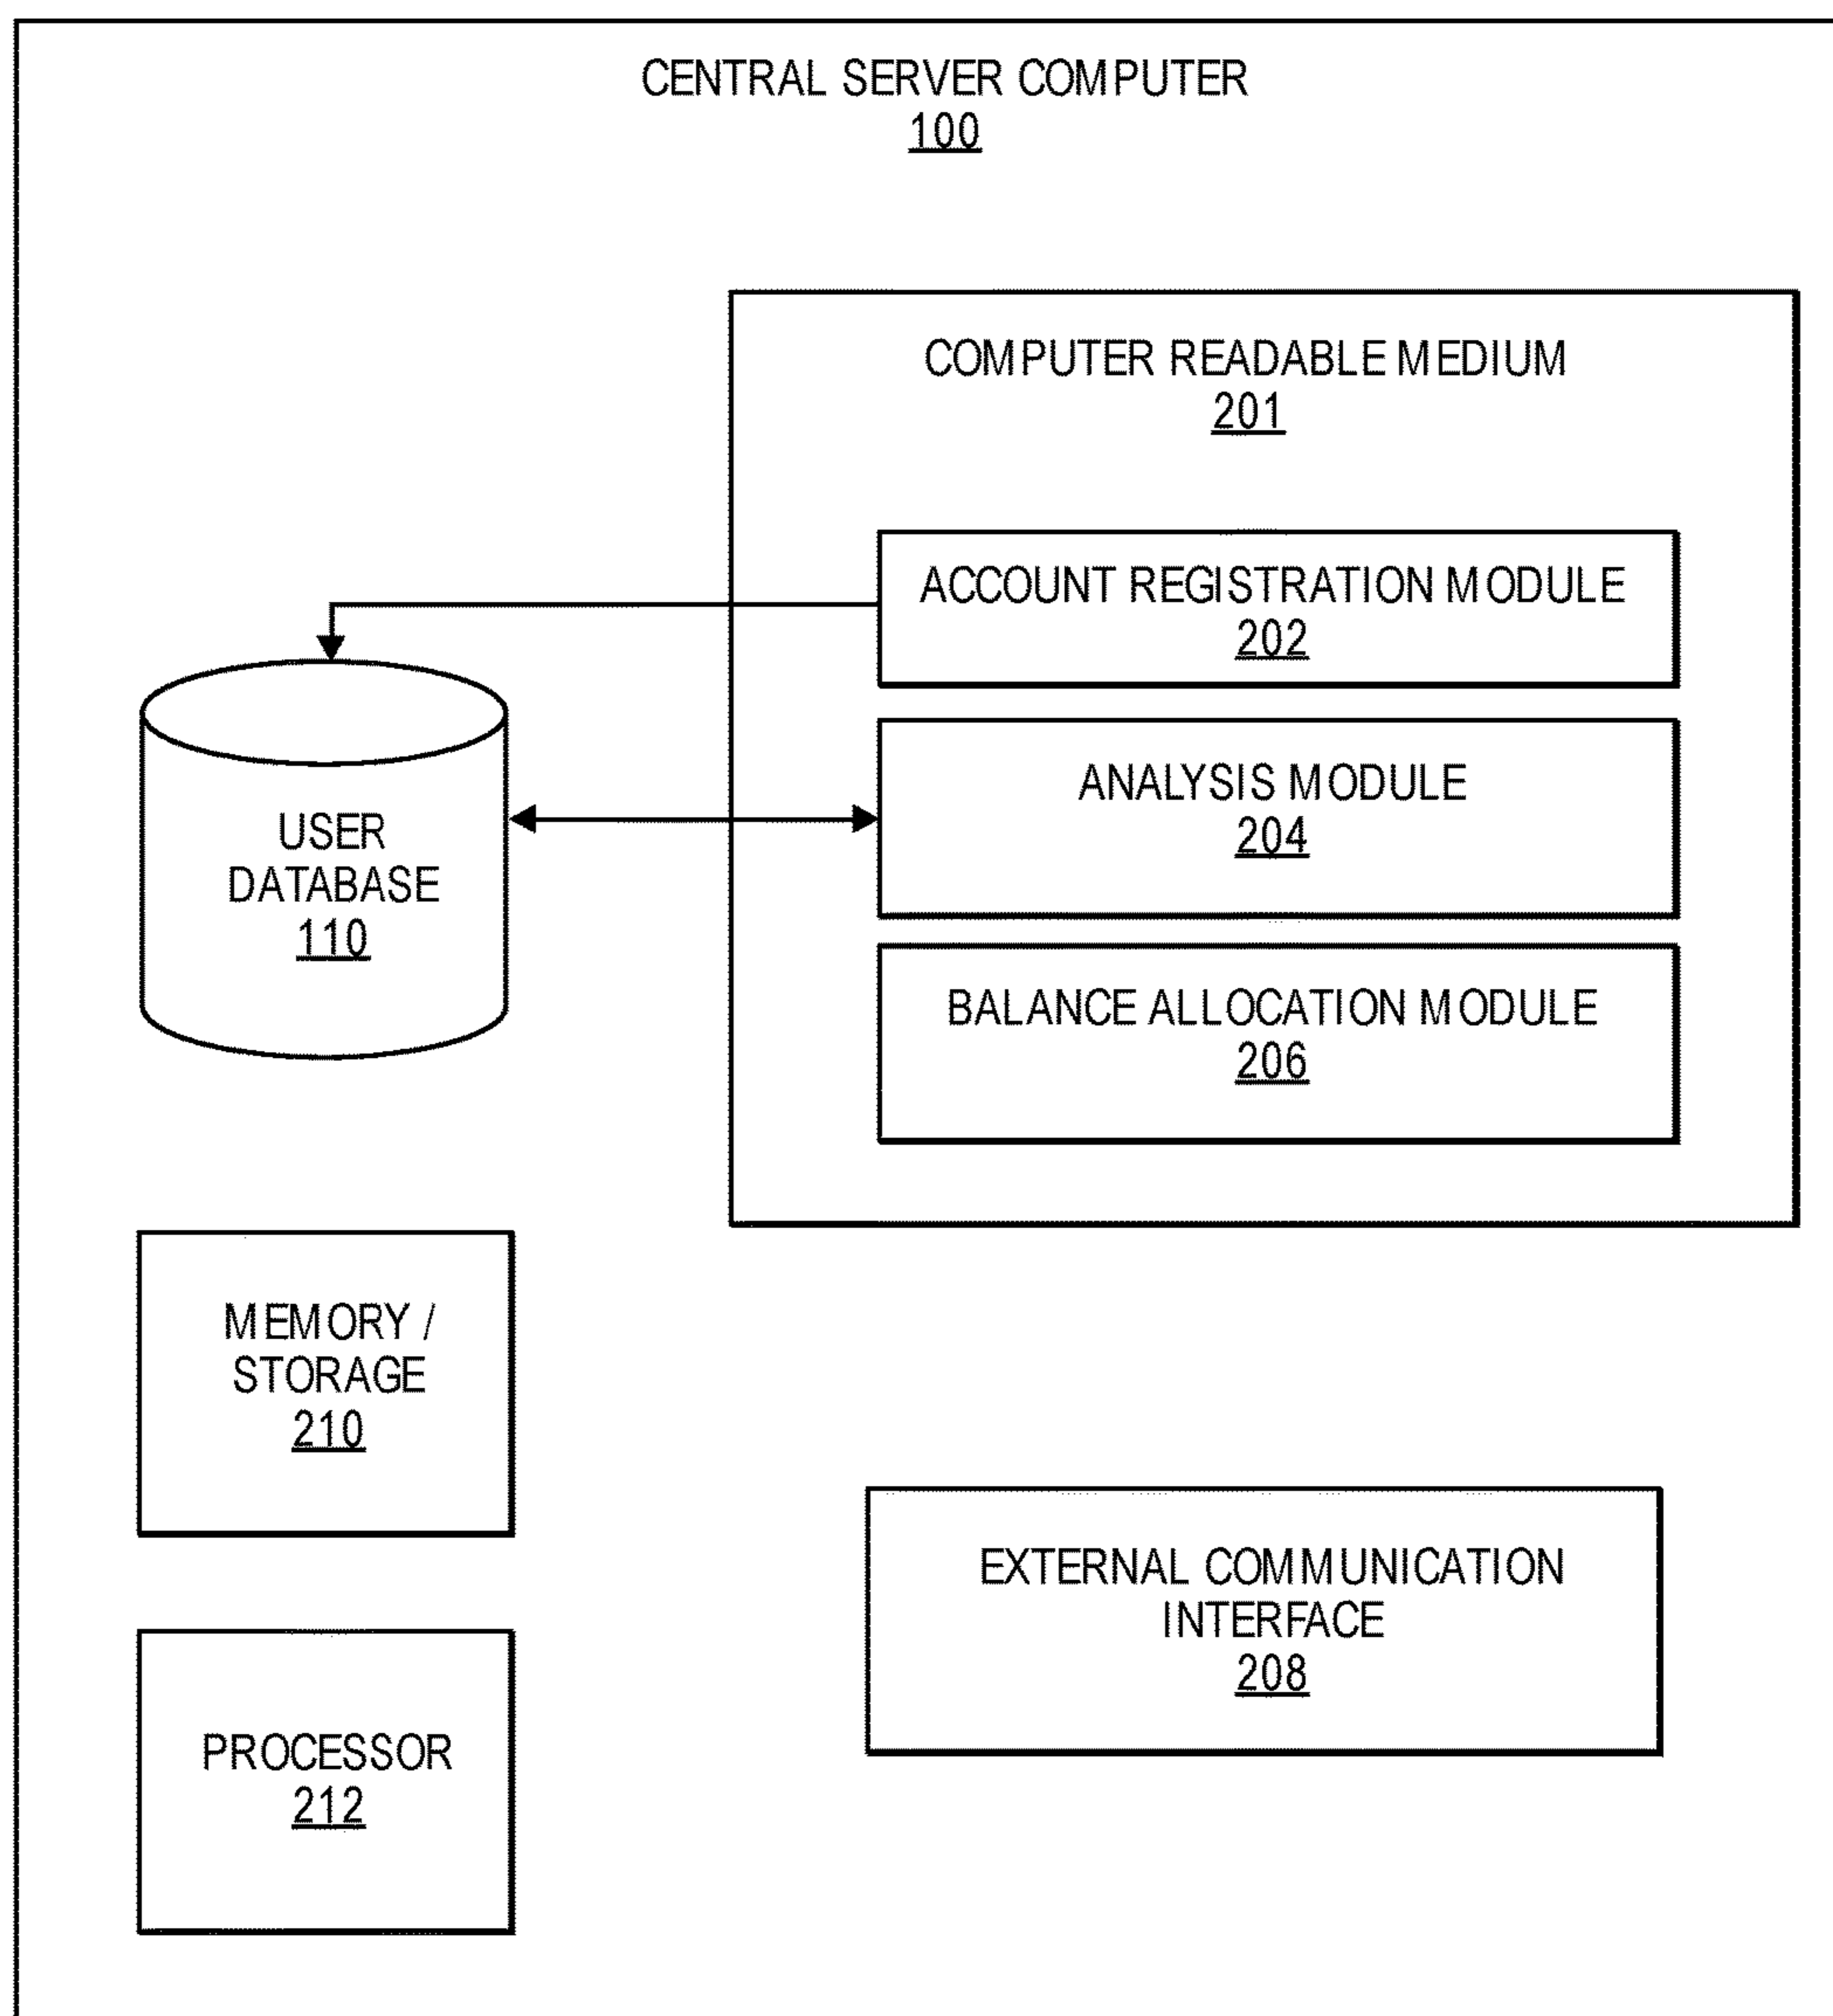 CENTRAL SERVER COMPUTER
100
COMPUTER READABLE MEDIUM
201
ACCOUNT REGISTRATION MODULE
202
ANALYSIS MODULE
204
BALANCE ALLOCATION MODULE
206
USER
DATABASE
110
MEMORY /
STORAGE
210
EXTERNAL COMMUNICATION
INTERFACE
208
PROCESSOR
212